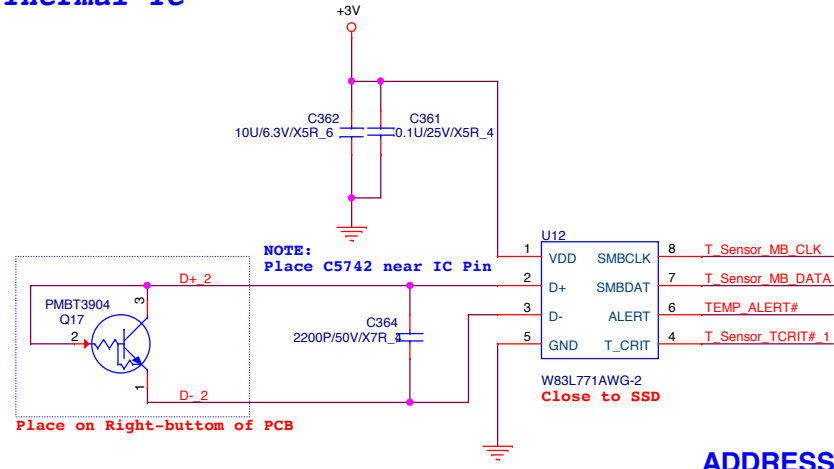 Thermal IC
+3V
C362
10U/6.3V/X5R_6
C361
0.1U/25V/X5R_4
NOTE:
Place C5742 near IC Pin
U12
1 VDD SMBCLK 8 T_Sensor_MB_CLK
2 D+ SMBDAT 7 T_Sensor_MB_DATA
3 D- ALERT 6 TEMP_ALERT#
5 GND T_CRIT 4 T_Sensor_TCRIT#_1
W83L771AWG-2
Close to SSD
D+_2
PMBT3904
Q17
3
2
1
D-_2
C364
2200P/50V/X7R_4
Place on Right-buttom of PCB
ADDRESS